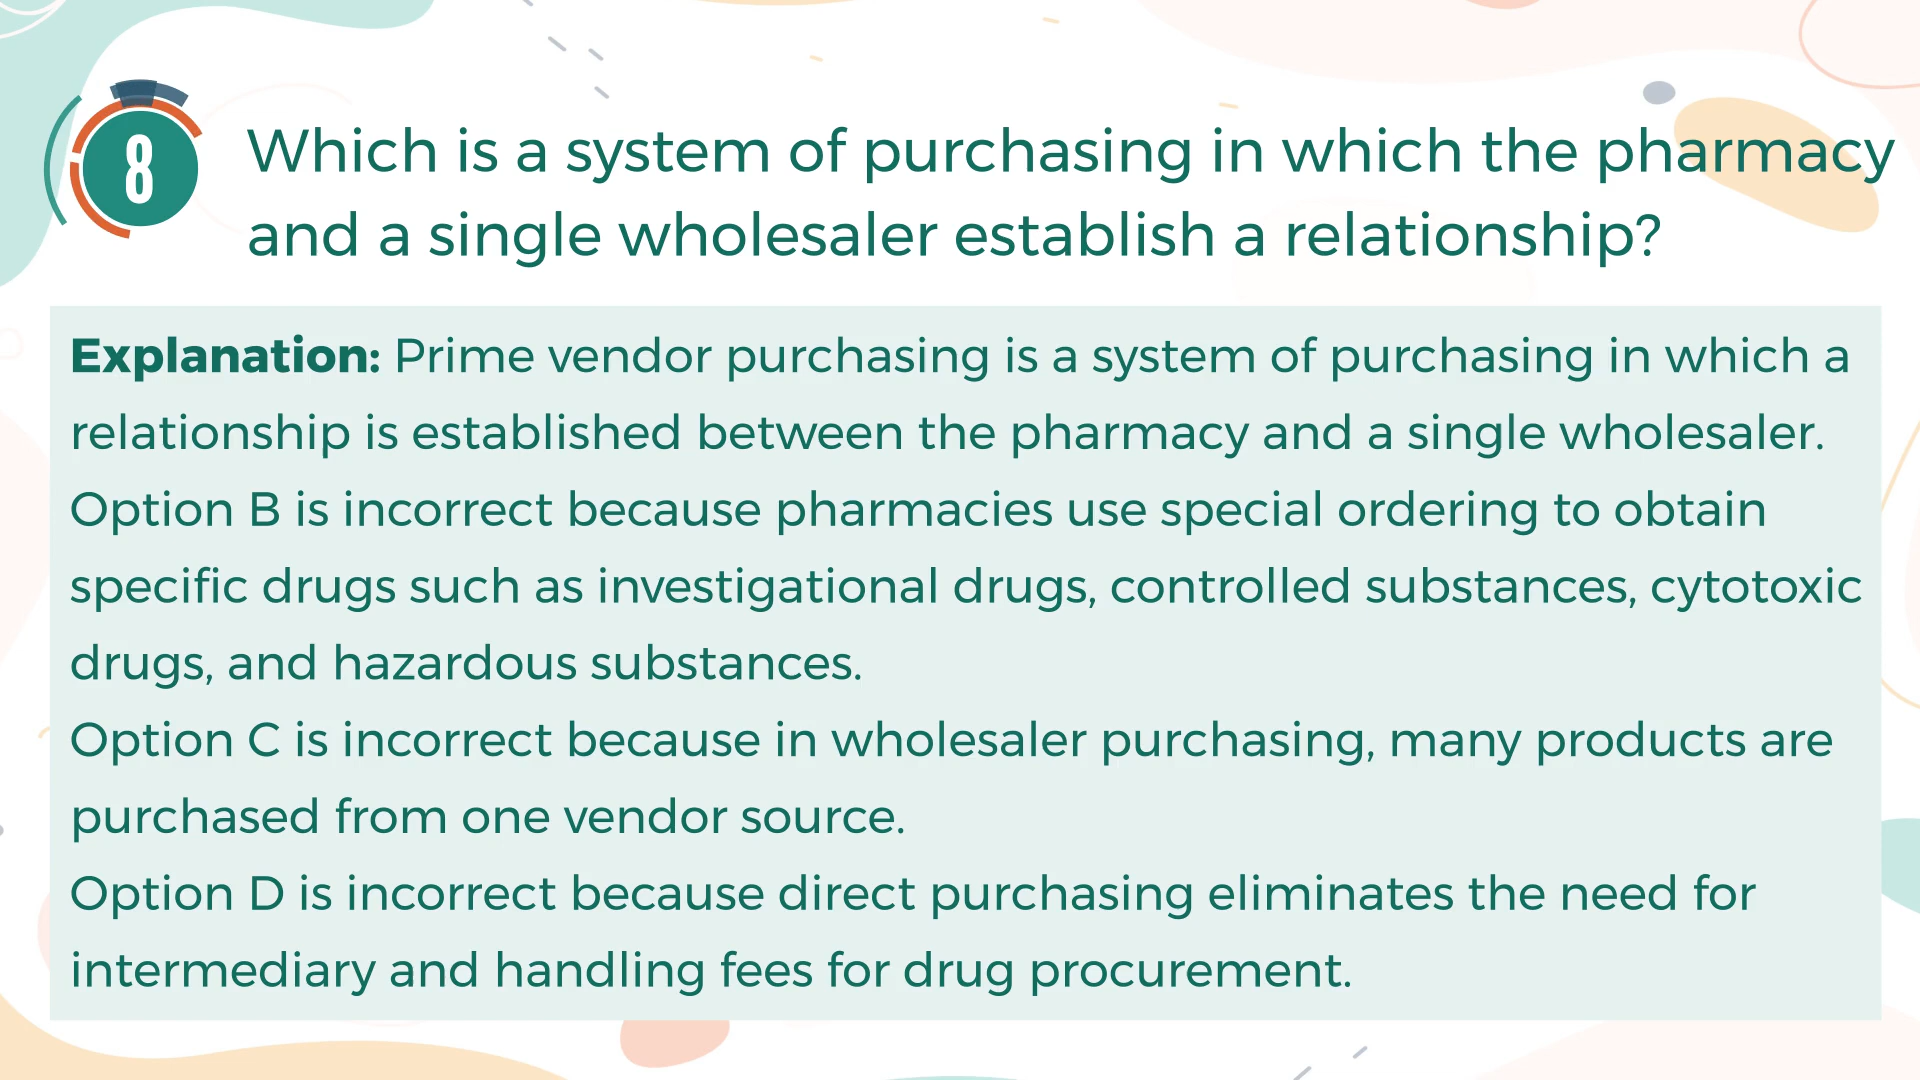 8
Which is a system of purchasing in which the pharmacy
and a single wholesaler establish a relationship?
Explanation: Prime vendor purchasing is a system of purchasing in which a
relationship is established between the pharmacy and a single wholesaler.
Option B is incorrect because pharmacies use special ordering to obtain
specific drugs such as investigational drugs, controlled substances, cytotoxic
drugs, and hazardous substances.
Option C is incorrect because in wholesaler purchasing, many products are
purchased from one vendor source.
Option D is incorrect because direct purchasing eliminates the need for
intermediary and handling fees for drug procurement.